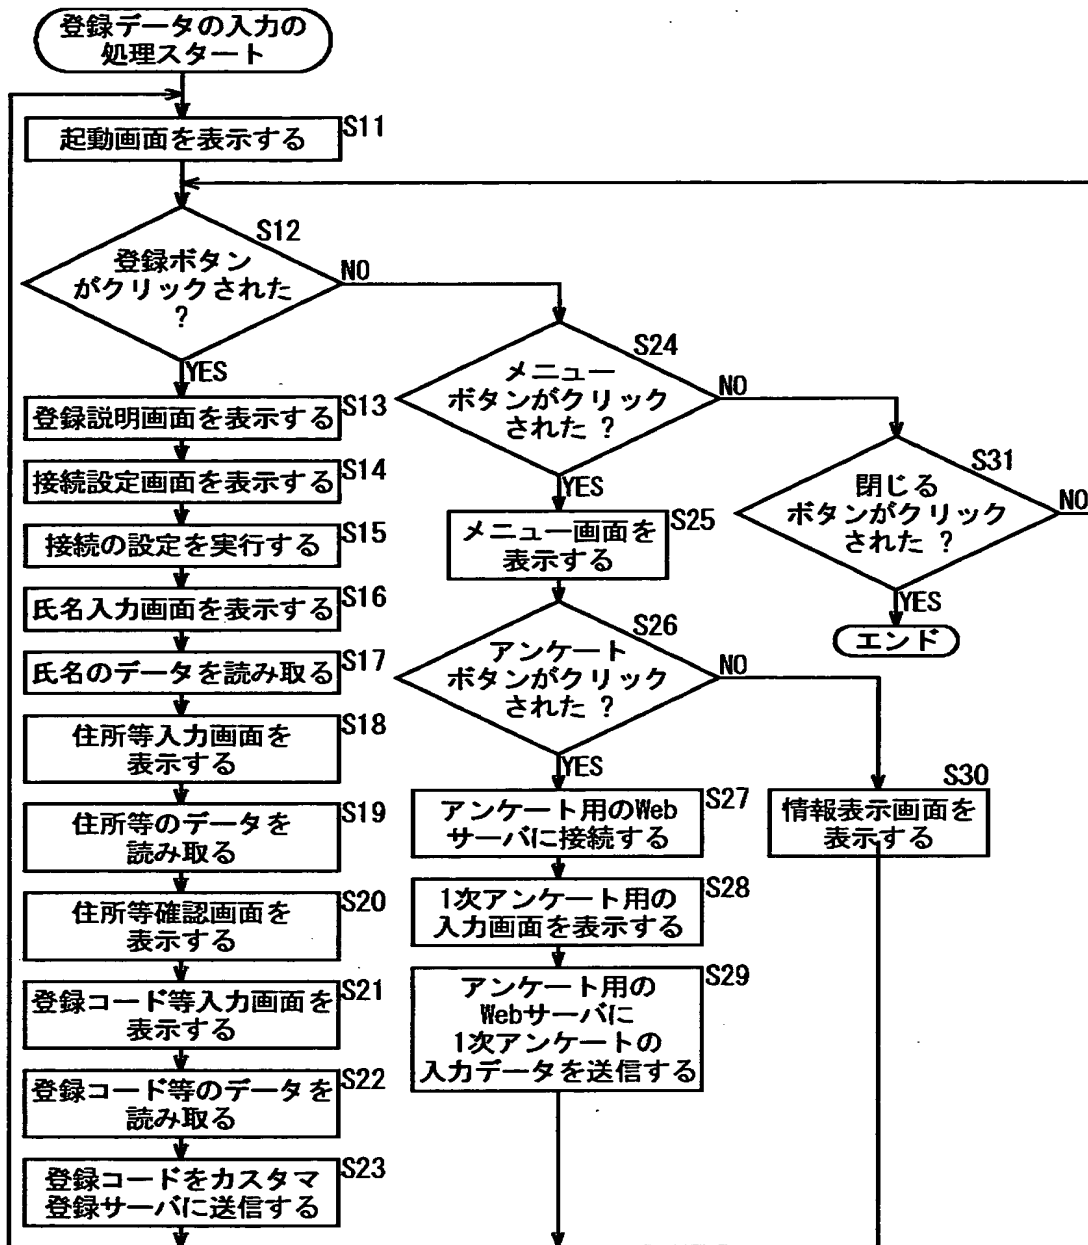 登録データの入力の
処理スタート
起動画面を表示する
S11
S12
登録ボタン
がクリックされた
?
NO
YES
登録説明画面を表示する
S13
接続設定画面を表示する
S14
接続の設定を実行する
S15
氏名入力画面を表示する
S16
氏名のデータを読み取る
S17
住所等入力画面を
表示する
S18
住所等のデータを
読み取る
S19
住所等確認画面を
表示する
S20
登録コード等入力画面を
表示する
S21
登録コード等のデータを
読み取る
S22
登録コードをカスタマ
登録サーバに送信する
S23
S24
メニュー
ボタンがクリック
された ?
NO
YES
メニュー画面を
表示する
S25
S26
アンケート
ボタンがクリック
された ?
NO
YES
アンケート用のWeb
サーバに接続する
S27
1次アンケート用の
入力画面を表示する
S28
アンケート用の
Webサーバに
1次アンケートの
入力データを送信する
S29
S30
情報表示画面を
表示する
S31
閉じる
ボタンがクリック
された ?
NO
YES
エンド